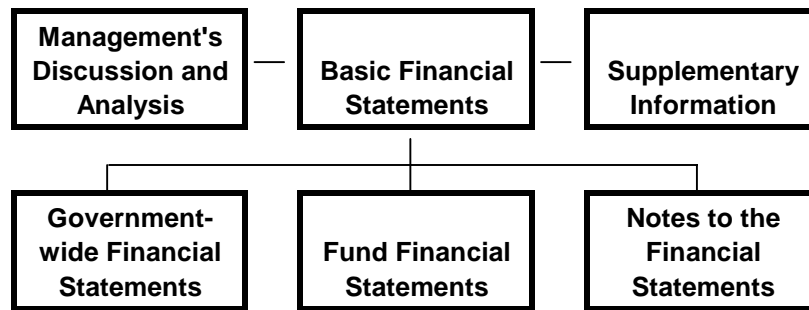 Management's
Discussion and
Analysis
Basic Financial
Statements
Supplementary
Information
Government-
wide Financial
Statements
Fund Financial
Statements
Notes to the
Financial
Statements